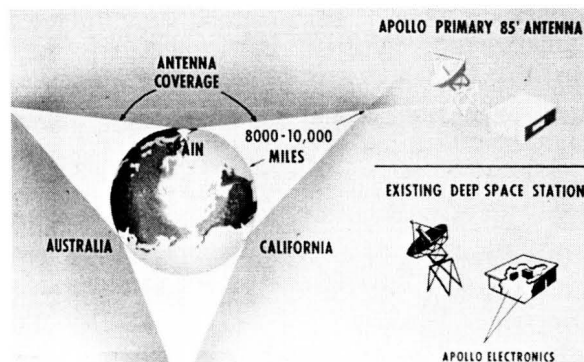 APOLLO PRIMARY 85' ANTENNA
ANTENNA
COVERAGE
SPAIN
8000-10,000
MILES
EXISTING DEEP SPACE STATION
AUSTRALIA
CALIFORNIA
APOLLO ELECTRONICS